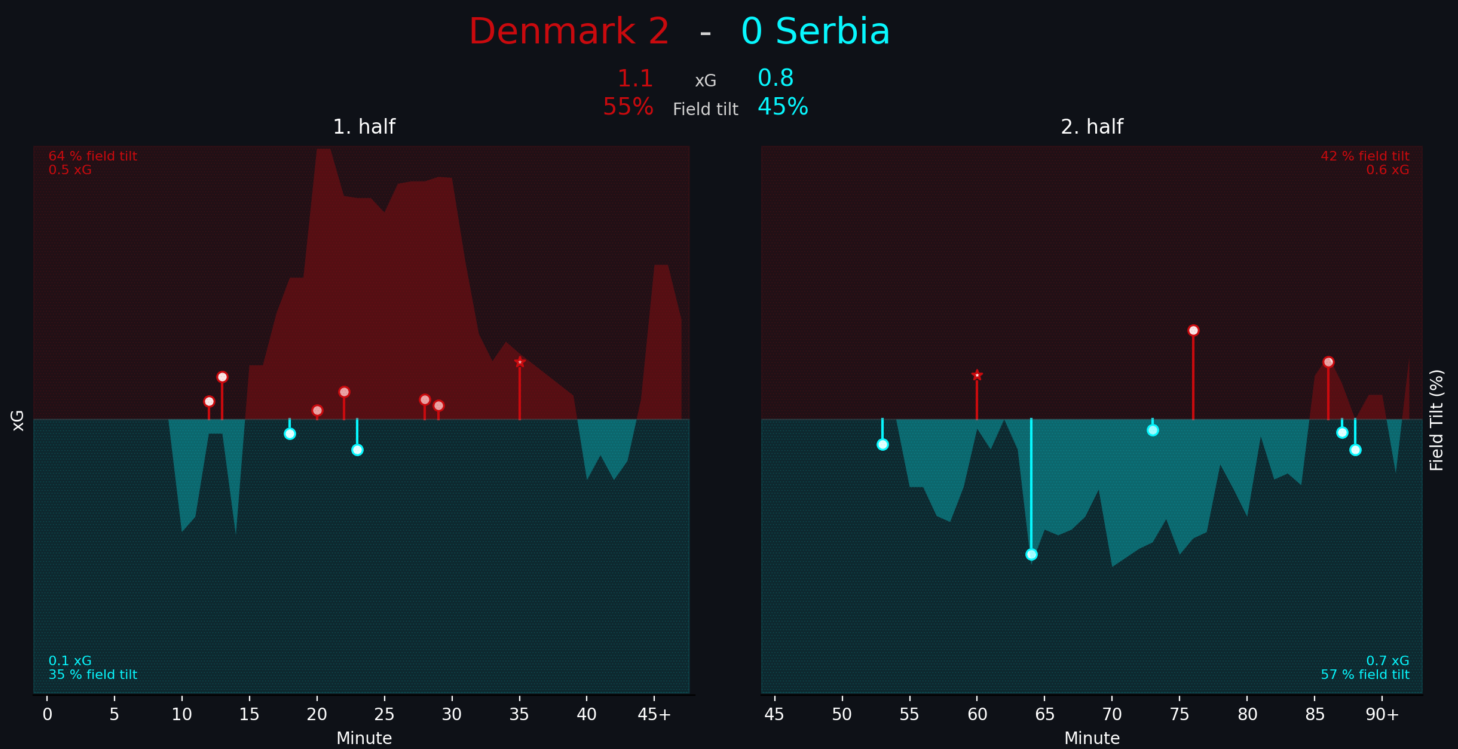 Denmark 2 - 0 Serbia
1.1 xG 0.8
55% Field tilt 45%
1. half
2. half
64 % field tilt
0.5 xG
42 % field tilt
0.6 xG
xG
Field Tilt (%)
0.1 xG
35 % field tilt
0.7 xG
57 % field tilt
0 5 10 15 20 25 30 35 40 45+
45 50 55 60 65 70 75 80 85 90+
Minute
Minute